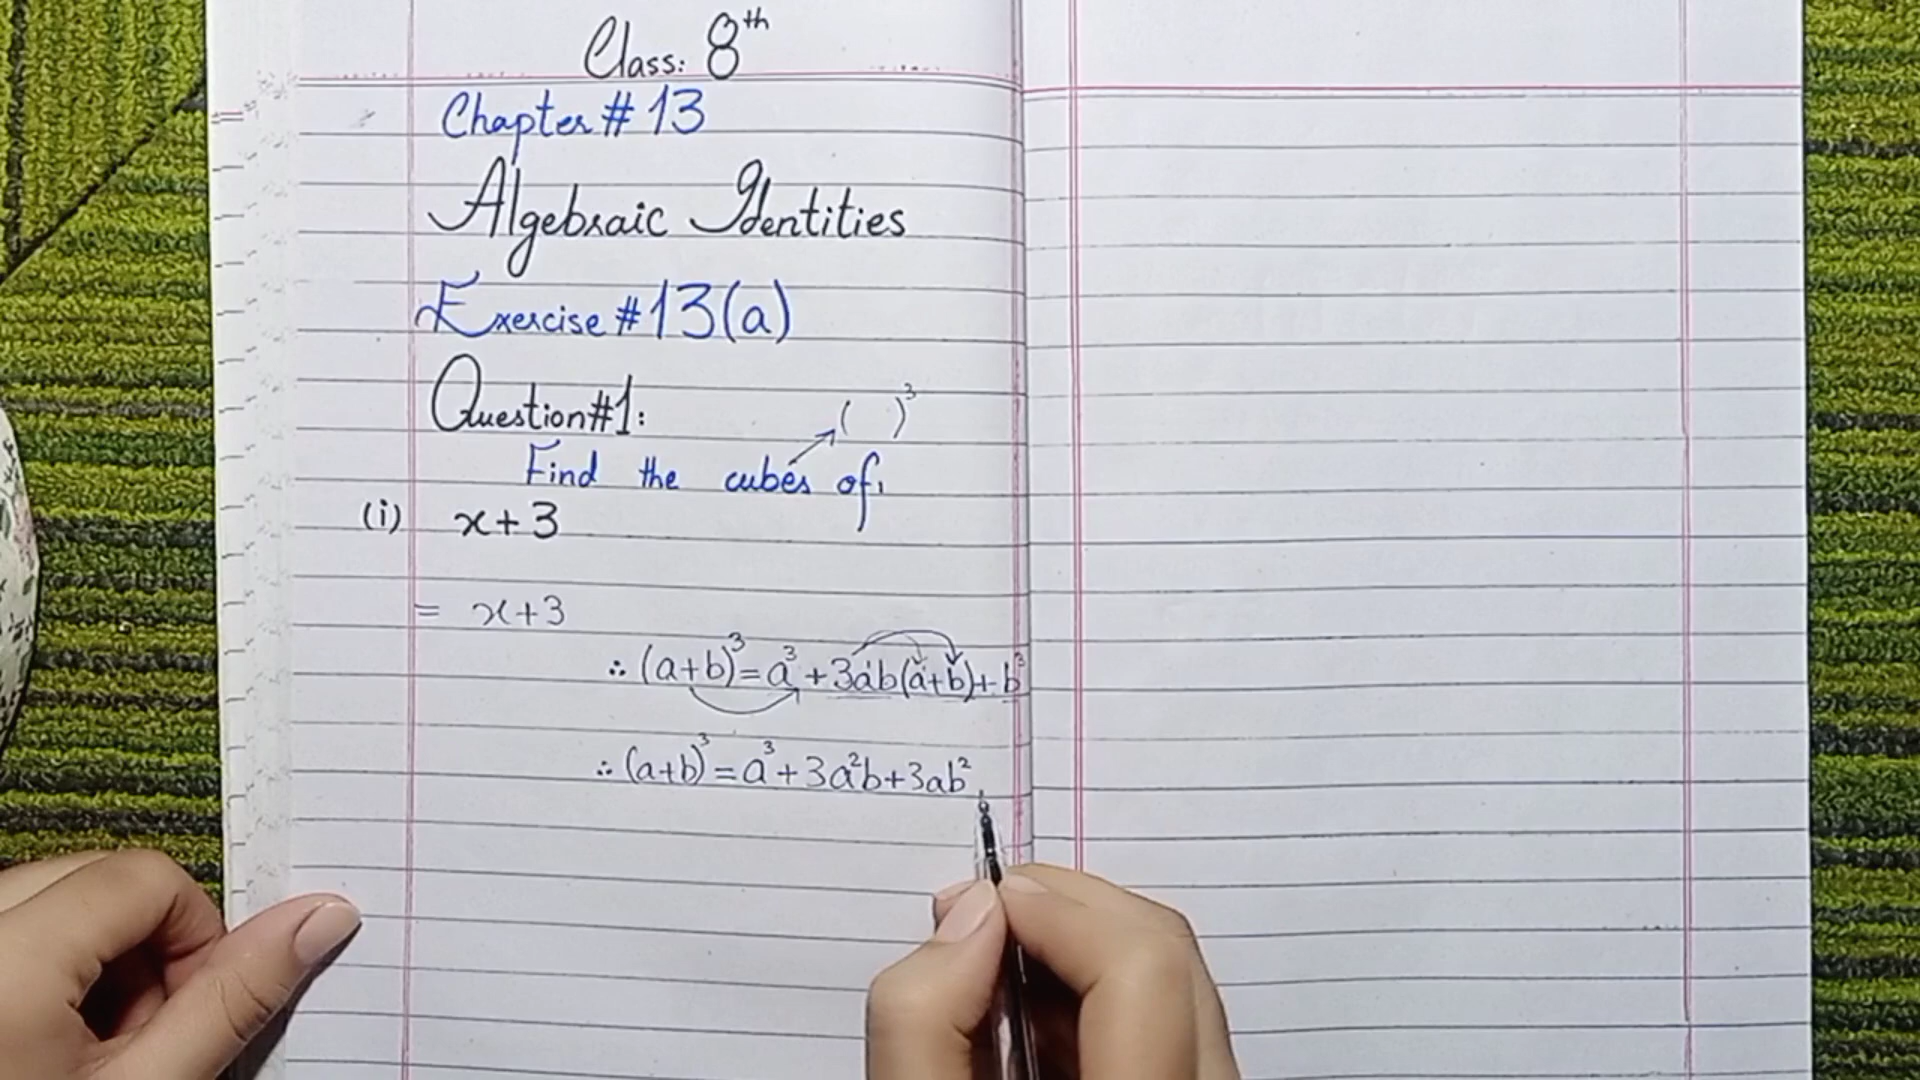 Class: 8th
Chapter # 13
Algebraic Identities
Exercise # 13(a)
Question#1:
( )³
Find the cubes of,
(i) x+3
= x+3
∴ (a+b)³ = a³ + 3ab(a+b) + b³
∴ (a+b)³ = a³ + 3a²b + 3ab²